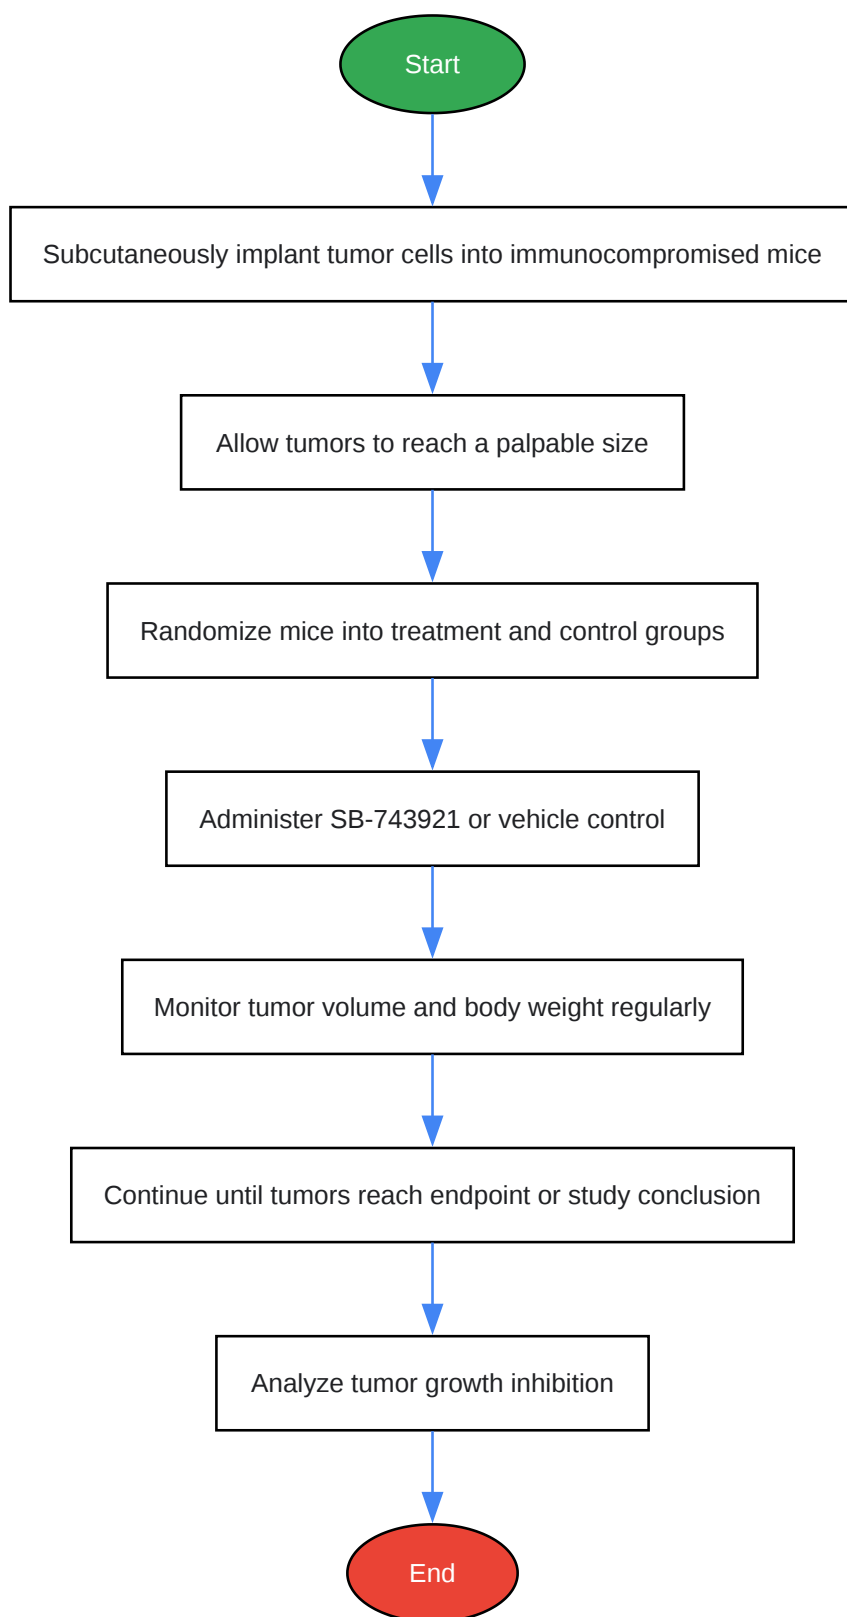 Start
Subcutaneously implant tumor cells into immunocompromised mice
Allow tumors to reach a palpable size
Randomize mice into treatment and control groups
Administer SB-743921 or vehicle control
Monitor tumor volume and body weight regularly
Continue until tumors reach endpoint or study conclusion
Analyze tumor growth inhibition
End